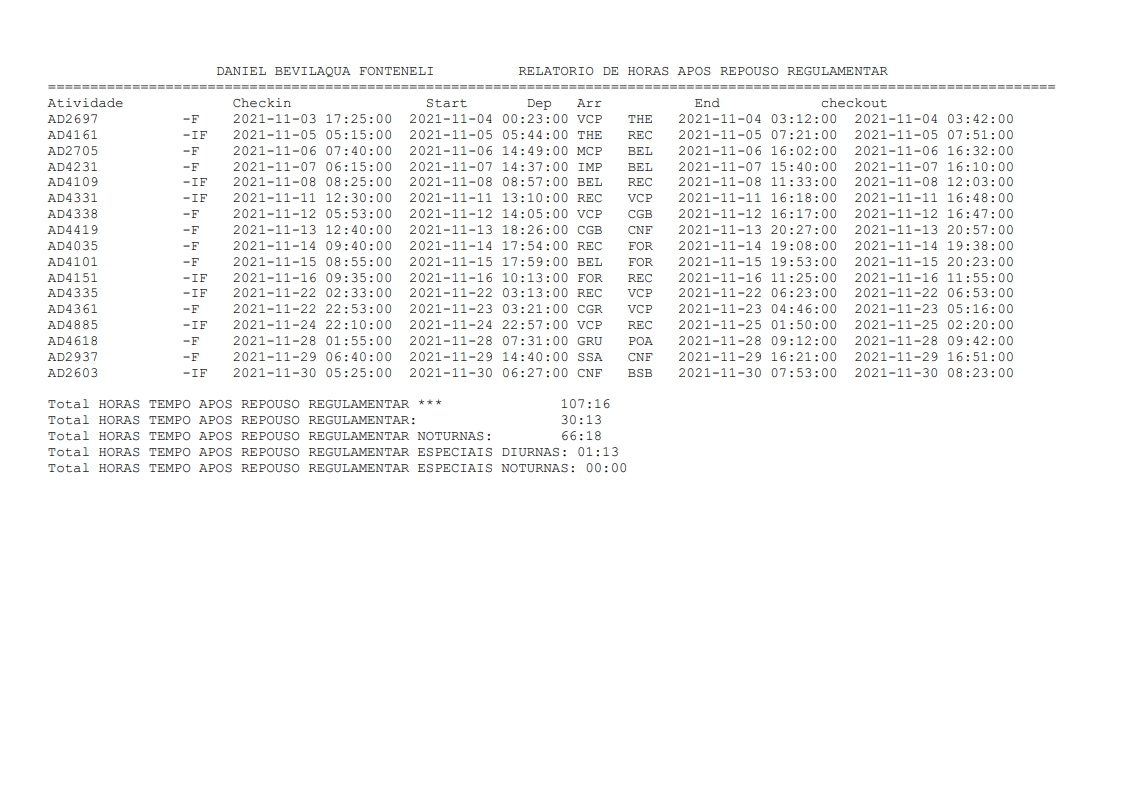 DANIEL BEVILAQUA FONTENELI          RELATORIO DE HORAS APOS REPOUSO REGULAMENTAR
========================================================================================================================
Atividade             Checkin                Start       Dep   Arr           End            checkout
AD2697          -F    2021-11-03 17:25:00  2021-11-04 00:23:00 VCP   THE   2021-11-04 03:12:00  2021-11-04 03:42:00
AD4161          -IF   2021-11-05 05:15:00  2021-11-05 05:44:00 THE   REC   2021-11-05 07:21:00  2021-11-05 07:51:00
AD2705          -F    2021-11-06 07:40:00  2021-11-06 14:49:00 MCP   BEL   2021-11-06 16:02:00  2021-11-06 16:32:00
AD4231          -F    2021-11-07 06:15:00  2021-11-07 14:37:00 IMP   BEL   2021-11-07 15:40:00  2021-11-07 16:10:00
AD4109          -IF   2021-11-08 08:25:00  2021-11-08 08:57:00 BEL   REC   2021-11-08 11:33:00  2021-11-08 12:03:00
AD4331          -IF   2021-11-11 12:30:00  2021-11-11 13:10:00 REC   VCP   2021-11-11 16:18:00  2021-11-11 16:48:00
AD4338          -F    2021-11-12 05:53:00  2021-11-12 14:05:00 VCP   CGB   2021-11-12 16:17:00  2021-11-12 16:47:00
AD4419          -F    2021-11-13 12:40:00  2021-11-13 18:26:00 CGB   CNF   2021-11-13 20:27:00  2021-11-13 20:57:00
AD4035          -F    2021-11-14 09:40:00  2021-11-14 17:54:00 REC   FOR   2021-11-14 19:08:00  2021-11-14 19:38:00
AD4101          -F    2021-11-15 08:55:00  2021-11-15 17:59:00 BEL   FOR   2021-11-15 19:53:00  2021-11-15 20:23:00
AD4151          -IF   2021-11-16 09:35:00  2021-11-16 10:13:00 FOR   REC   2021-11-16 11:25:00  2021-11-16 11:55:00
AD4335          -IF   2021-11-22 02:33:00  2021-11-22 03:13:00 REC   VCP   2021-11-22 06:23:00  2021-11-22 06:53:00
AD4361          -F    2021-11-22 22:53:00  2021-11-23 03:21:00 CGR   VCP   2021-11-23 04:46:00  2021-11-23 05:16:00
AD4885          -IF   2021-11-24 22:10:00  2021-11-24 22:57:00 VCP   REC   2021-11-25 01:50:00  2021-11-25 02:20:00
AD4618          -F    2021-11-28 01:55:00  2021-11-28 07:31:00 GRU   POA   2021-11-28 09:12:00  2021-11-28 09:42:00
AD2937          -F    2021-11-29 06:40:00  2021-11-29 14:40:00 SSA   CNF   2021-11-29 16:21:00  2021-11-29 16:51:00
AD2603          -IF   2021-11-30 05:25:00  2021-11-30 06:27:00 CNF   BSB   2021-11-30 07:53:00  2021-11-30 08:23:00
Total HORAS TEMPO APOS REPOUSO REGULAMENTAR ***              107:16
Total HORAS TEMPO APOS REPOUSO REGULAMENTAR:                 30:13
Total HORAS TEMPO APOS REPOUSO REGULAMENTAR NOTURNAS:        66:18
Total HORAS TEMPO APOS REPOUSO REGULAMENTAR ESPECIAIS DIURNAS: 01:13
Total HORAS TEMPO APOS REPOUSO REGULAMENTAR ESPECIAIS NOTURNAS: 00:00